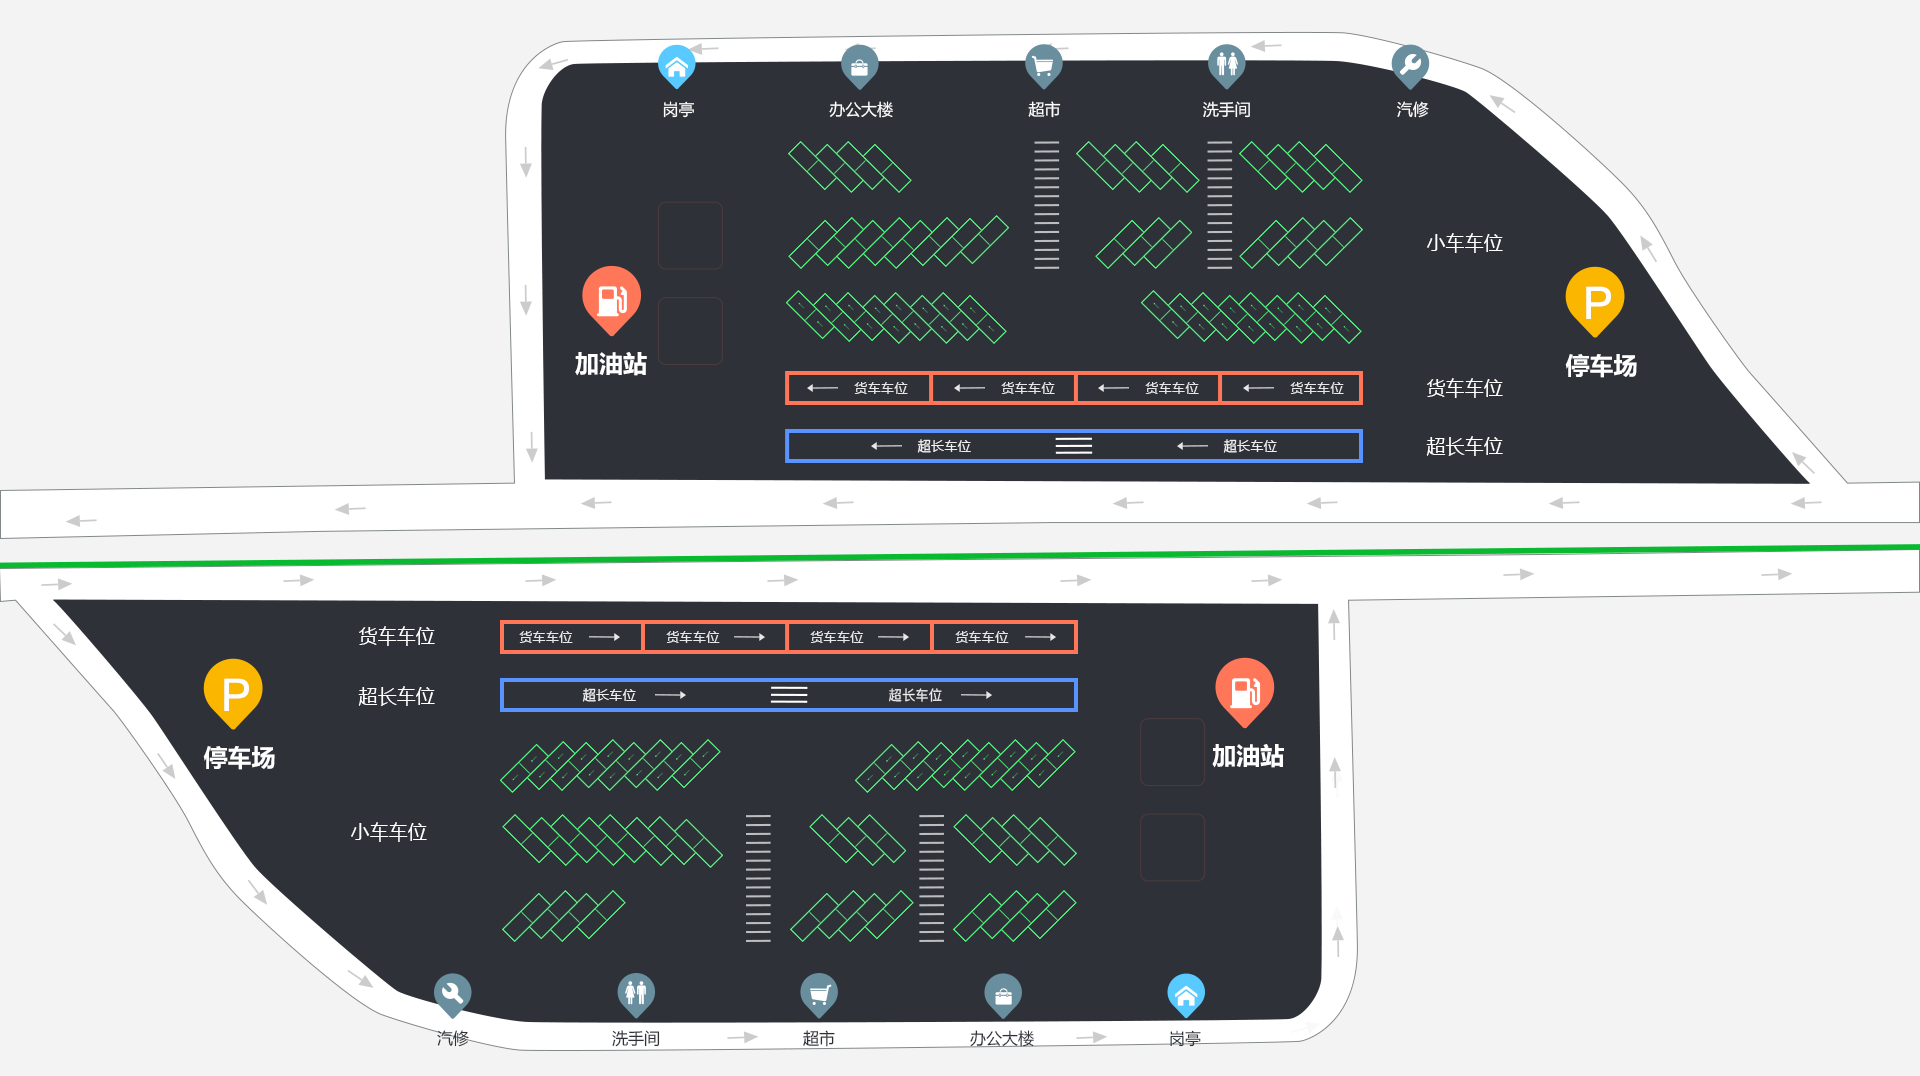 岗亭
办公大楼
超市
洗手间
汽修
小车车位
加油站
P
停车场
货车车位 货车车位 货车车位 货车车位
货车车位
超长车位 超长车位
超长车位
货车车位
货车车位 货车车位 货车车位 货车车位
超长车位
超长车位 超长车位
P
停车场
加油站
小车车位
汽修
洗手间
超市
办公大楼
岗亭